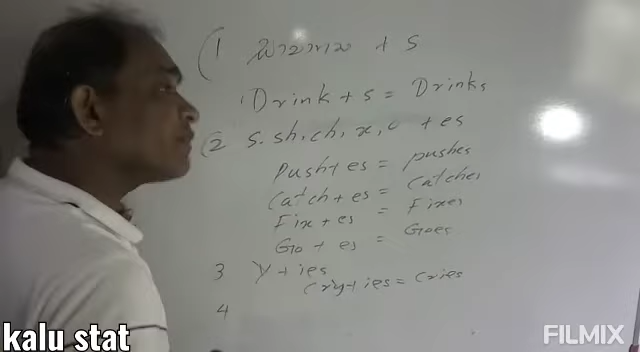 (1 + s
Drink + s = Drinks
(2 s, sh, ch, x, o + es
Push + es = pushes
Catch + es = Catches
Fix + es = Fixes
Go + es = Goes
3 Y + ies
Cry + ies = Cries
4
kalu stat
FILMIX